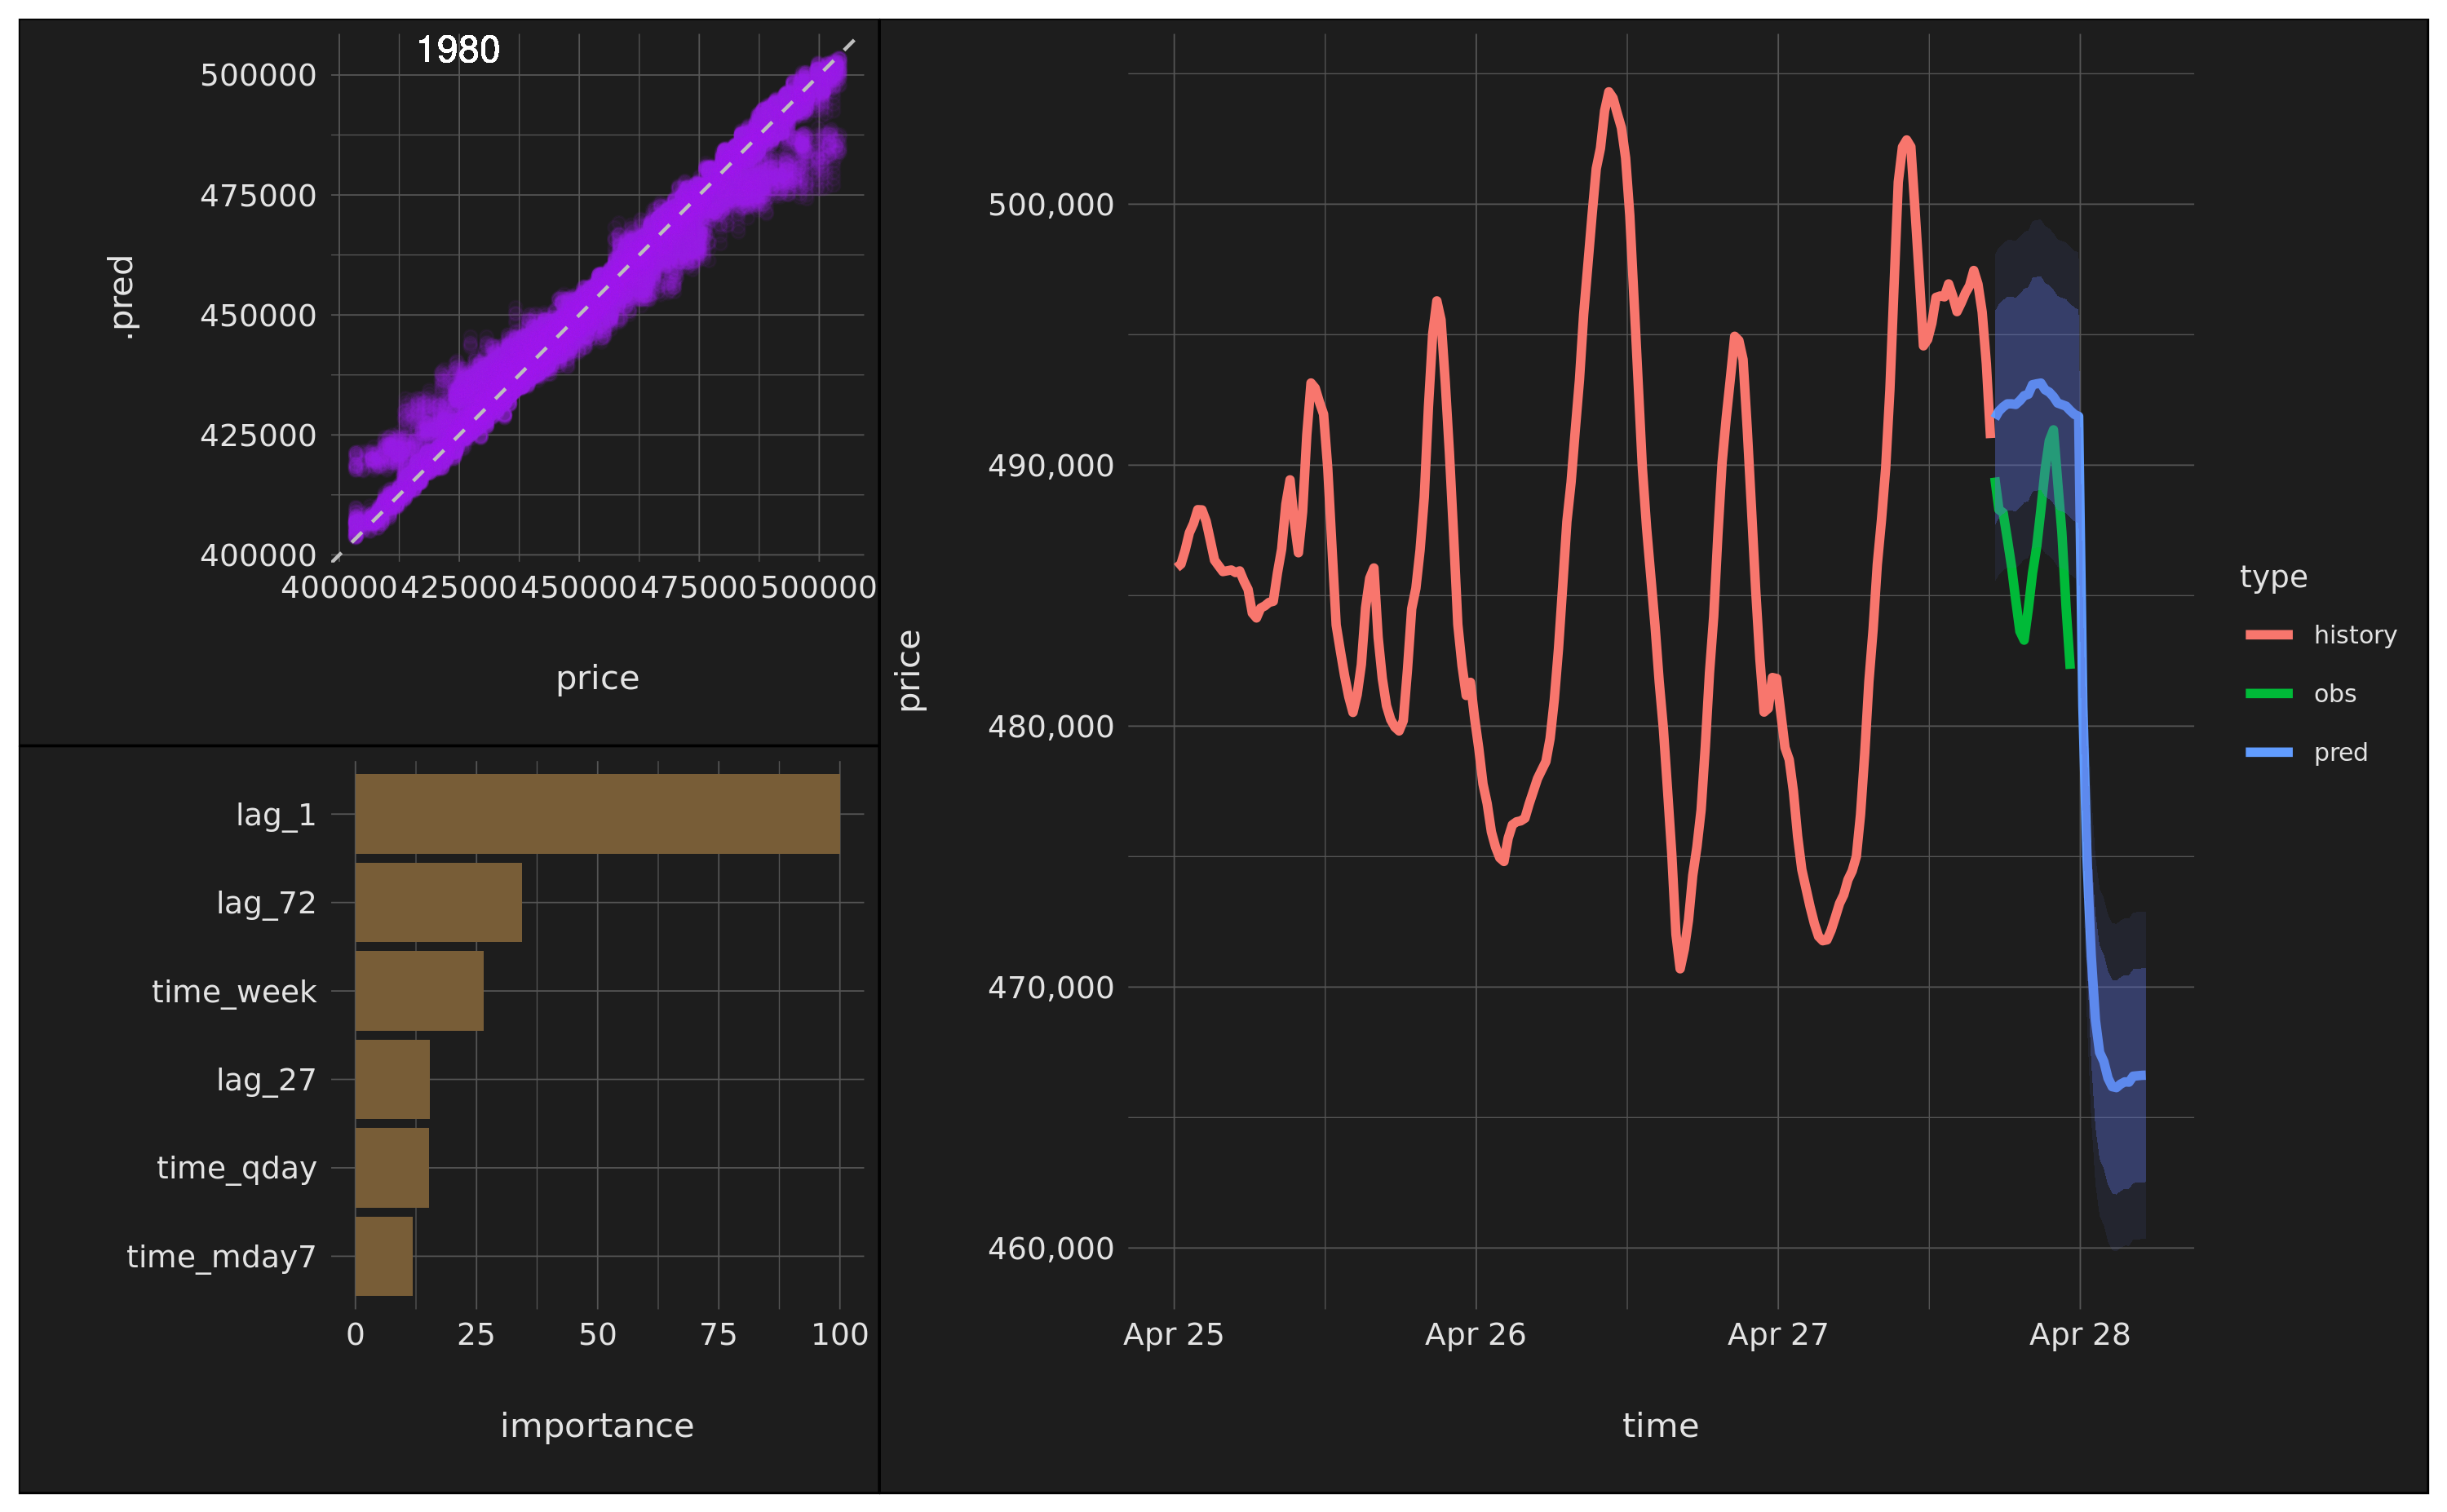 1980
.pred
500000
475000
450000
425000
400000
400000 425000 450000 475000 500000
price
lag_1
lag_72
time_week
lag_27
time_qday
time_mday7
0 25 50 75 100
importance
price
500,000
490,000
480,000
470,000
460,000
Apr 25 Apr 26 Apr 27 Apr 28
time
type
history
obs
pred